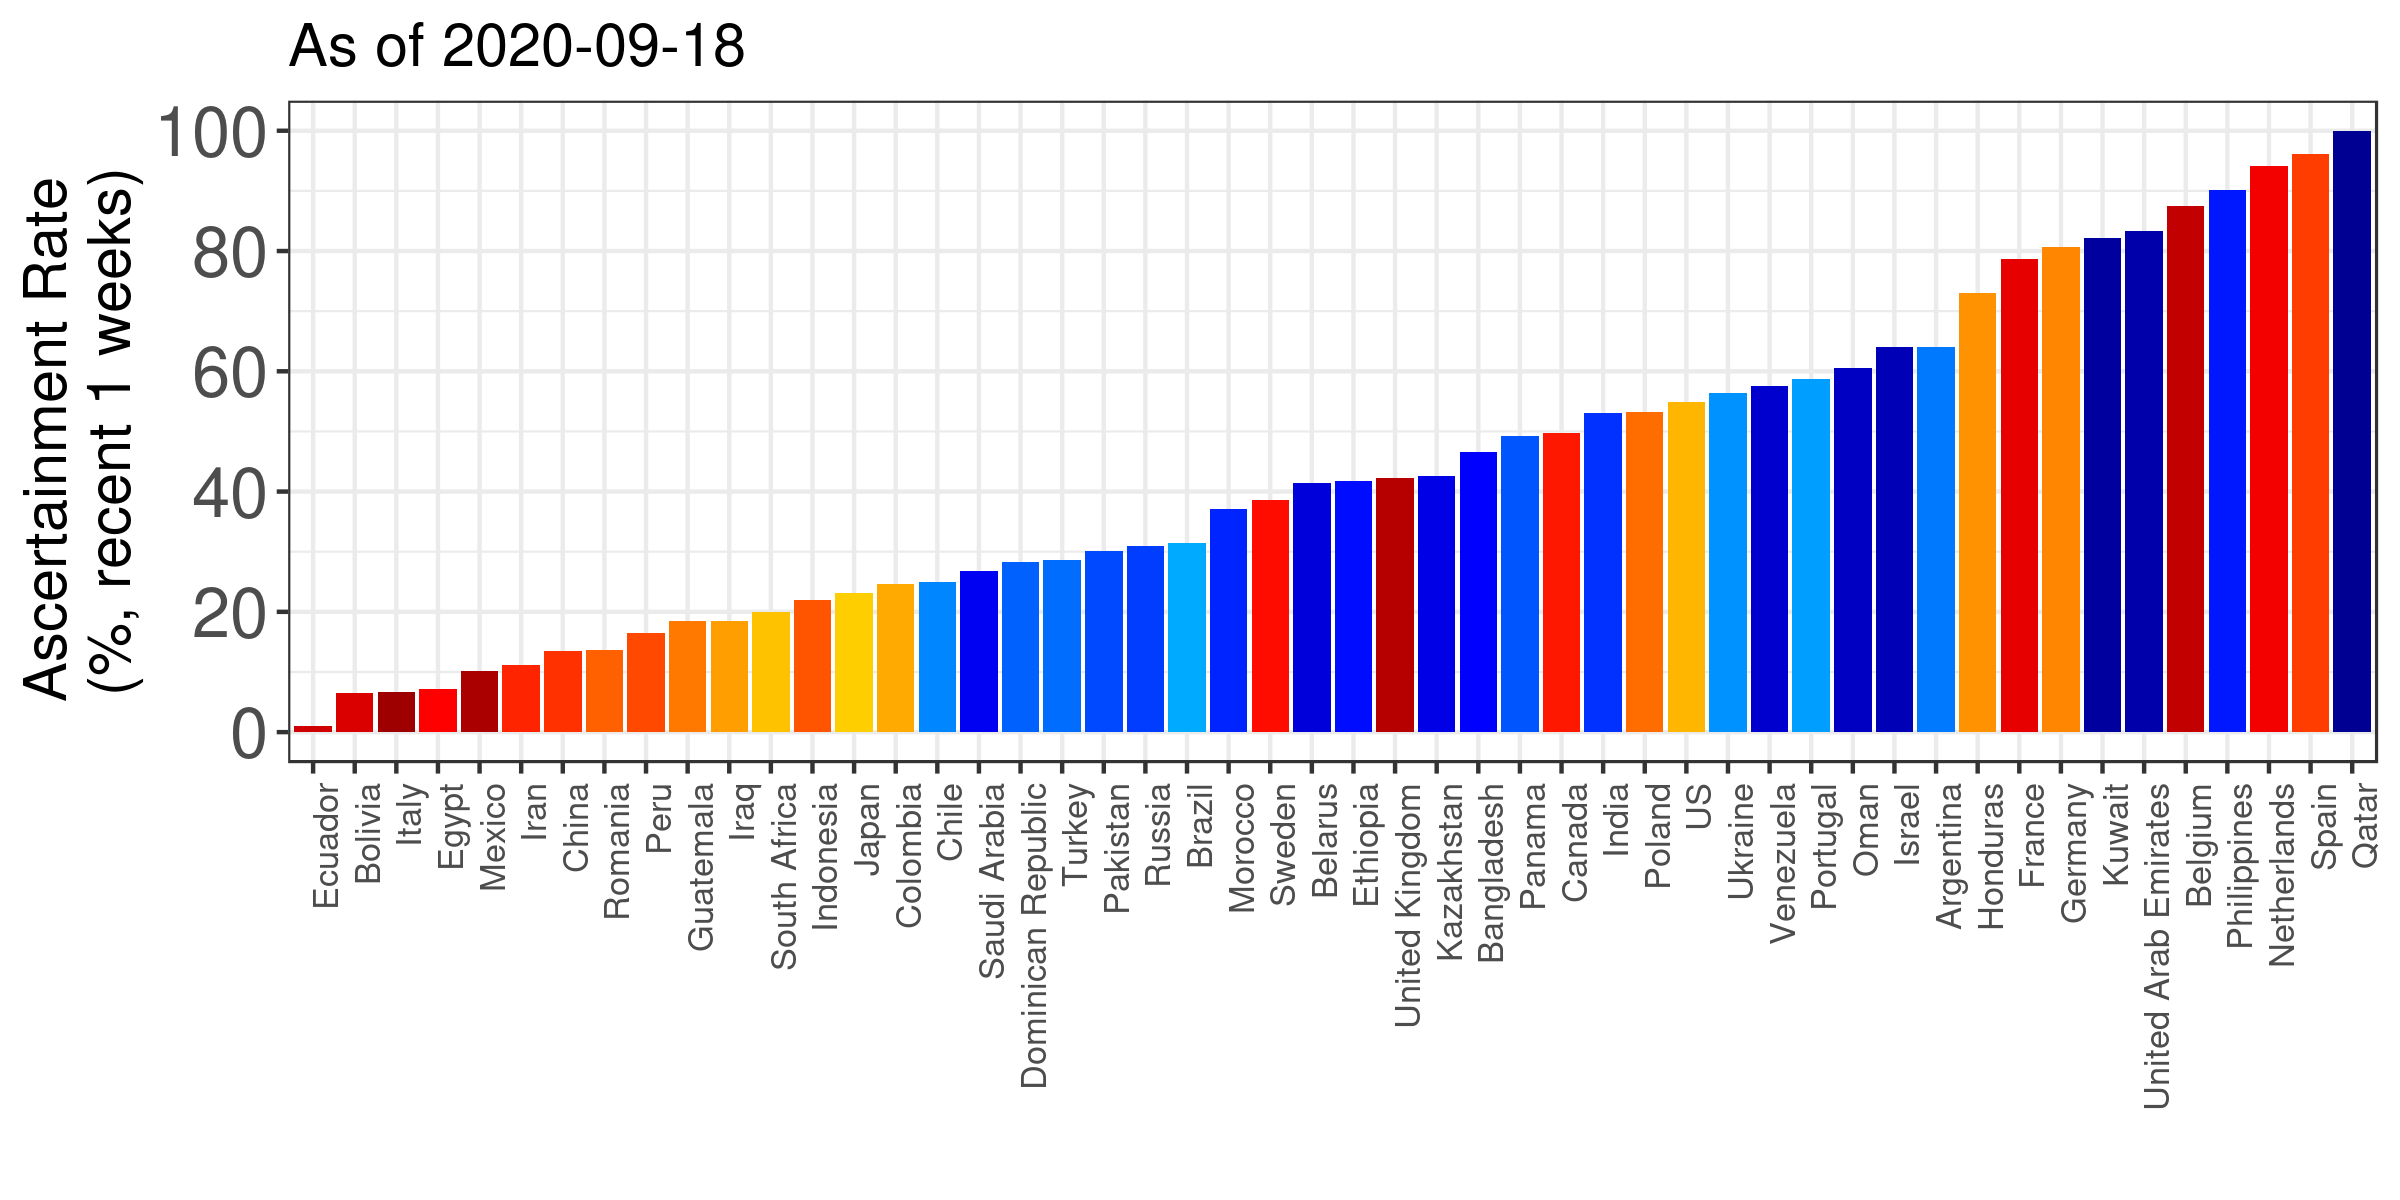 As of 2020-09-18
Ascertainment Rate
(%, recent 1 weeks)
100
80
60
40
20
0
Ecuador
Bolivia
Italy
Egypt
Mexico
Iran
China
Romania
Peru
Guatemala
Iraq
South Africa
Indonesia
Japan
Colombia
Chile
Saudi Arabia
Dominican Republic
Turkey
Pakistan
Russia
Brazil
Morocco
Sweden
Belarus
Ethiopia
United Kingdom
Kazakhstan
Bangladesh
Panama
Canada
India
Poland
US
Ukraine
Venezuela
Portugal
Oman
Israel
Argentina
Honduras
France
Germany
Kuwait
United Arab Emirates
Belgium
Philippines
Netherlands
Spain
Qatar